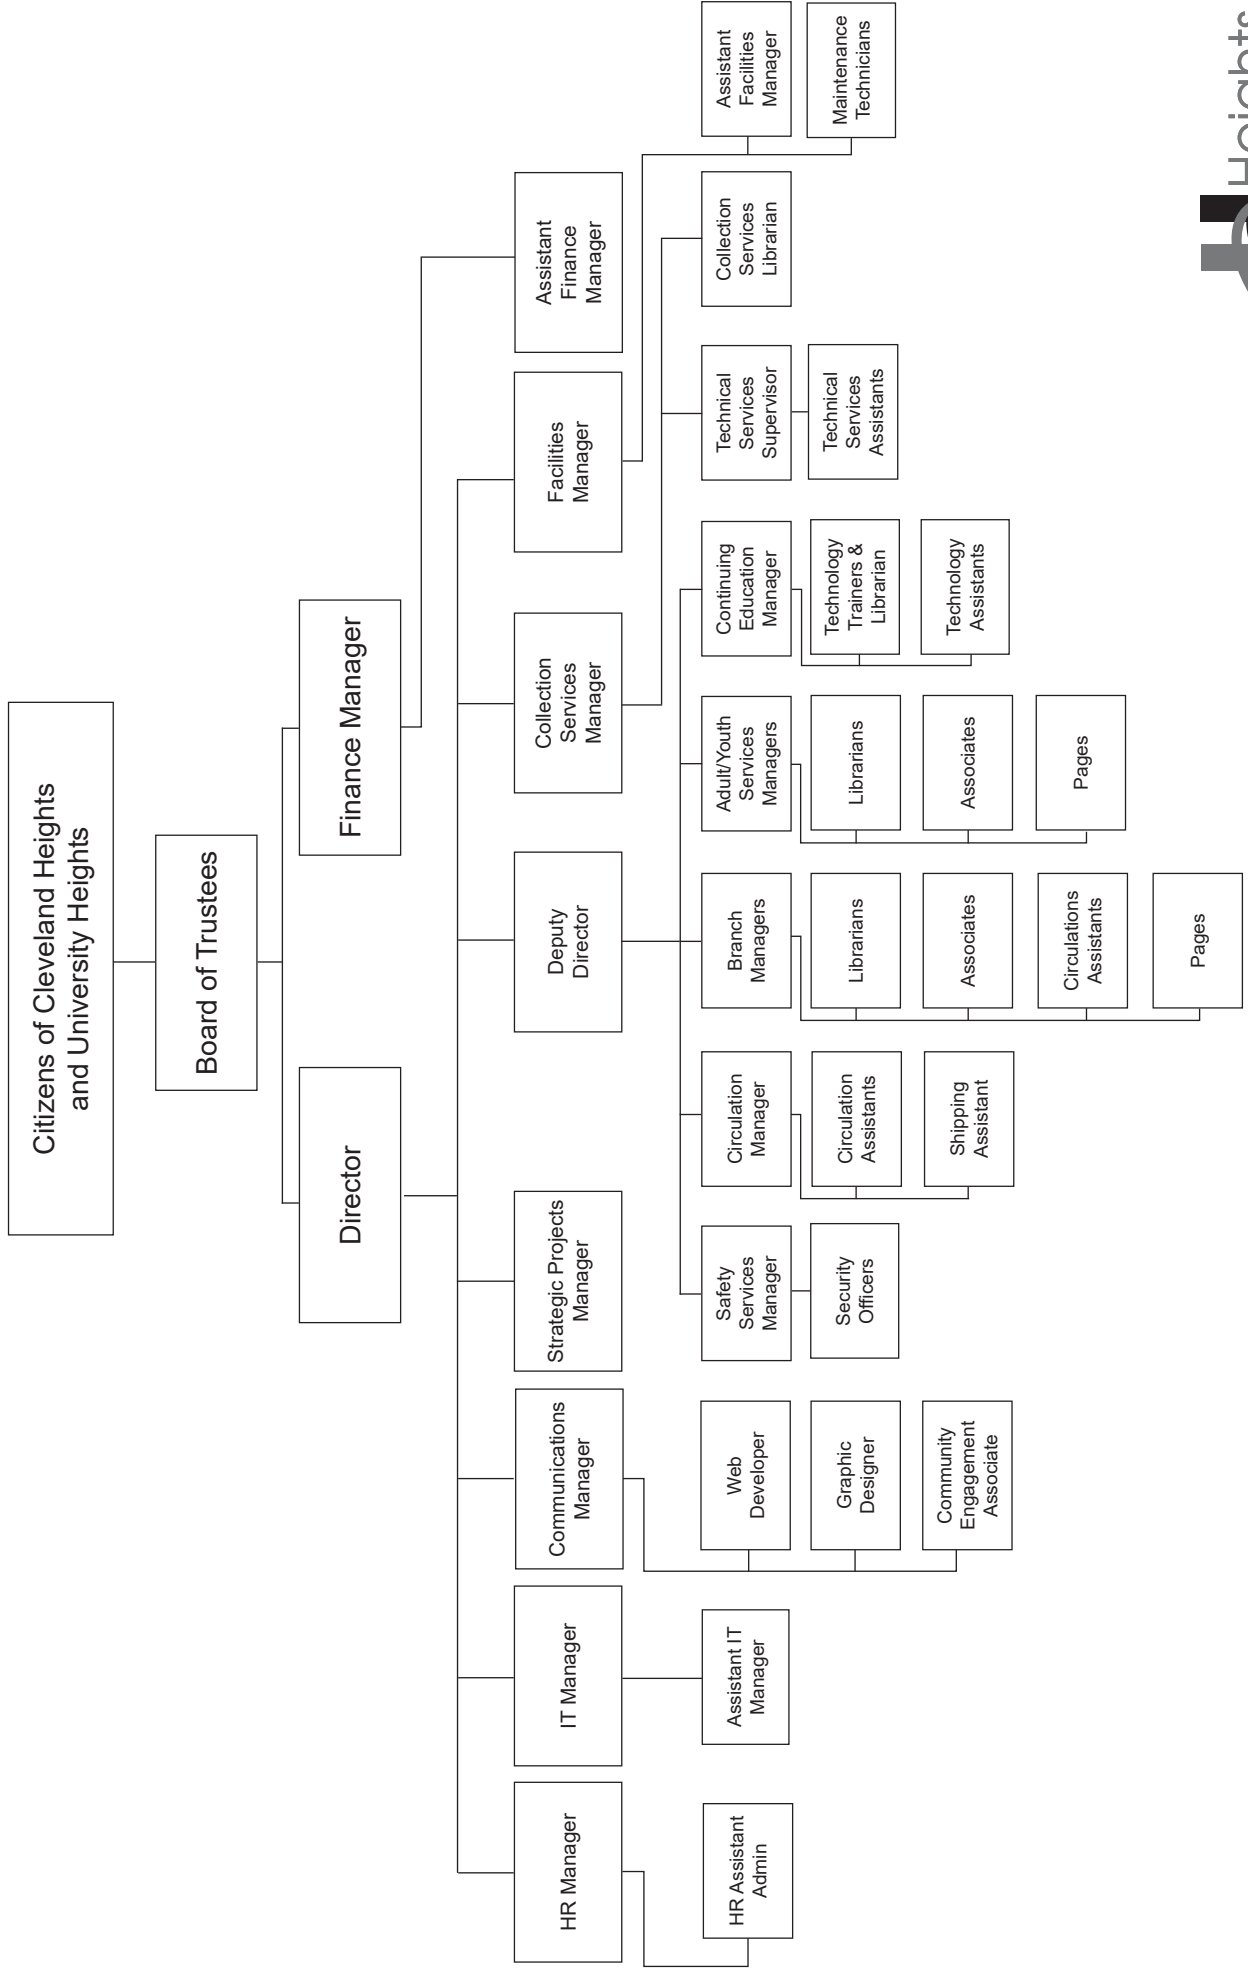 Citizens of Cleveland Heights
and University Heights
Board of Trustees
Director
Finance Manager
HR Manager
IT Manager
Communications
Manager
Strategic Projects
Manager
Deputy
Director
Collection
Services
Manager
Facilities
Manager
Assistant
Finance
Manager
HR Assistant
Admin
Assistant IT
Manager
Web
Developer
Graphic
Designer
Community
Engagement
Associate
Safety
Services
Manager
Security
Officers
Circulation
Manager
Circulation
Assistants
Shipping
Assistant
Branch
Managers
Librarians
Associates
Circulations
Assistants
Pages
Adult/Youth
Services
Managers
Librarians
Associates
Pages
Continuing
Education
Manager
Technology
Trainers &
Librarian
Technology
Assistants
Technical
Services
Supervisor
Technical
Services
Assistants
Collection
Services
Librarian
Assistant
Facilities
Manager
Maintenance
Technicians
Heights